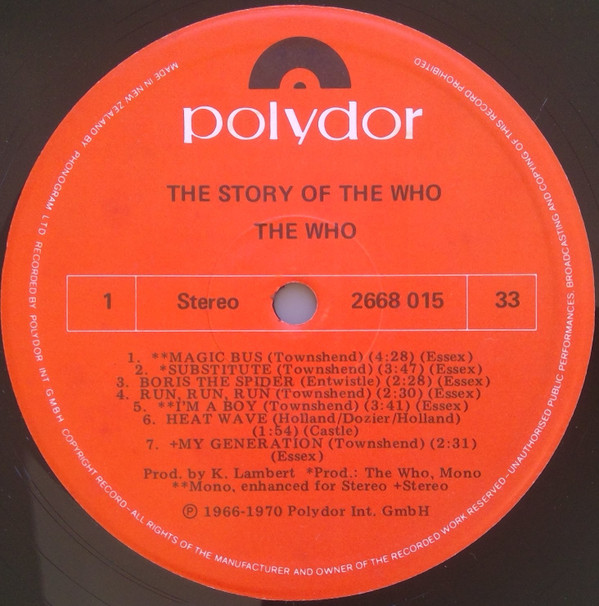 polydor
THE STORY OF THE WHO
THE WHO
1 Stereo 2668 015 33
1. **MAGIC BUS (Townshend) (4:28) (Essex)
2. *SUBSTITUTE (Townshend) (3:47) (Essex)
3. BORIS THE SPIDER (Entwistle) (2:28) (Essex)
4. RUN, RUN, RUN (Townshend) (2:30) (Essex)
5. **I'M A BOY (Townshend) (3:41) (Essex)
6. HEAT WAVE (Holland/Dozier/Holland)
(1:54) (Castle)
7. +MY GENERATION (Townshend) (2:31)
(Essex)
Prod. by K. Lambert *Prod.: The Who, Mono
**Mono, enhanced for Stereo +Stereo
Ⓟ 1966-1970 Polydor Int. GmbH
MADE IN NEW ZEALAND BY PHONOGRAM LTD RECORDED BY POLYDOR INT GMBH COPYRIGHT RECORD - ALL RIGHTS OF THE MANUFACTURER AND OWNER OF THE RECORDED WORK RESERVED - UNAUTHORISED PUBLIC PERFORMANCES BROADCASTING AND COPYING OF THIS RECORD PROHIBITED